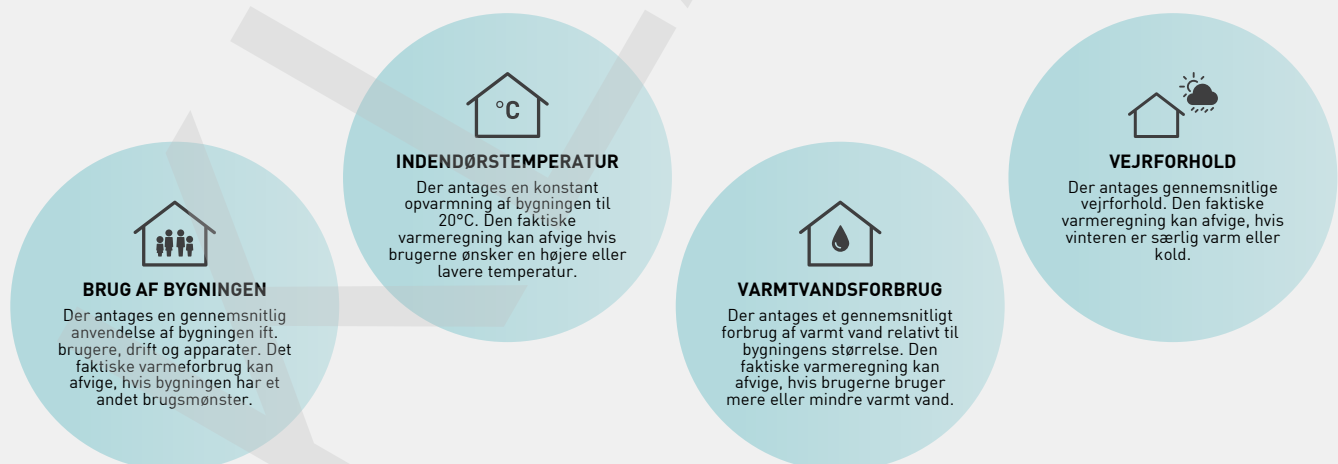 BRUG AF BYGNINGEN
Der antages en gennemsnitlig
anvendelse af bygningen ift.
brugere, drift og apparater. Det
faktiske varmeforbrug kan
afvige, hvis bygningen har et
andet brugsmønster.
°C
INDENDØRSTEMPERATUR
Der antages en konstant
opvarmning af bygningen til
20°C. Den faktiske
varmeregning kan afvige hvis
brugerne ønsker en højere eller
lavere temperatur.
VARMTVANDSFORBRUG
Der antages et gennemsnitligt
forbrug af varmt vand relativt til
bygningens størrelse. Den
faktiske varmeregning kan
afvige, hvis brugerne bruger
mere eller mindre varmt vand.
VEJRFORHOLD
Der antages gennemsnitlige
vejrforhold. Den faktiske
varmeregning kan afvige, hvis
vinteren er særlig varm eller
kold.